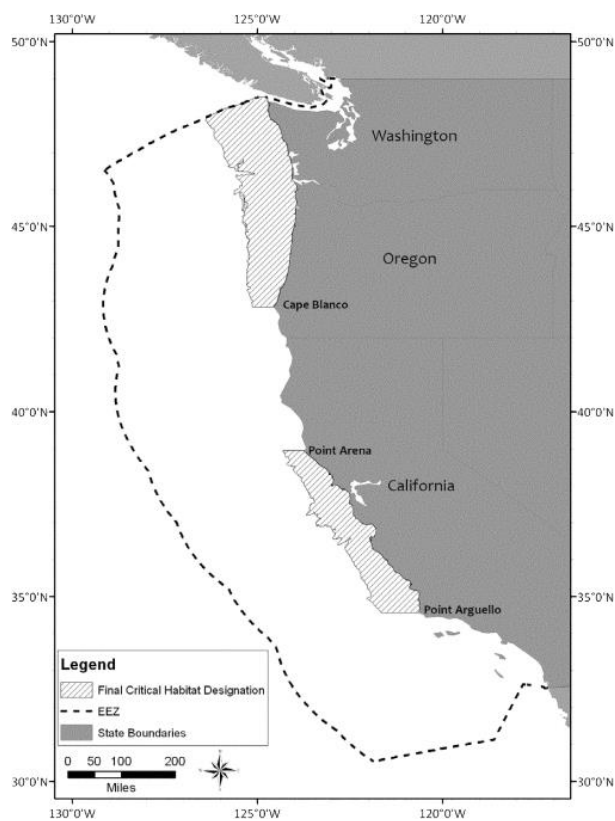 130°0'W 125°0'W 120°0'W
50°0'N 50°0'N
Washington
45°0'N 45°0'N
Oregon
Cape Blanco
40°0'N 40°0'N
Point Arena
California
35°0'N 35°0'N
Point Arguello
Legend
Final Critical Habitat Designation
EEZ
State Boundaries
0 50 100 200
Miles
30°0'N 30°0'N
130°0'W 125°0'W 120°0'W